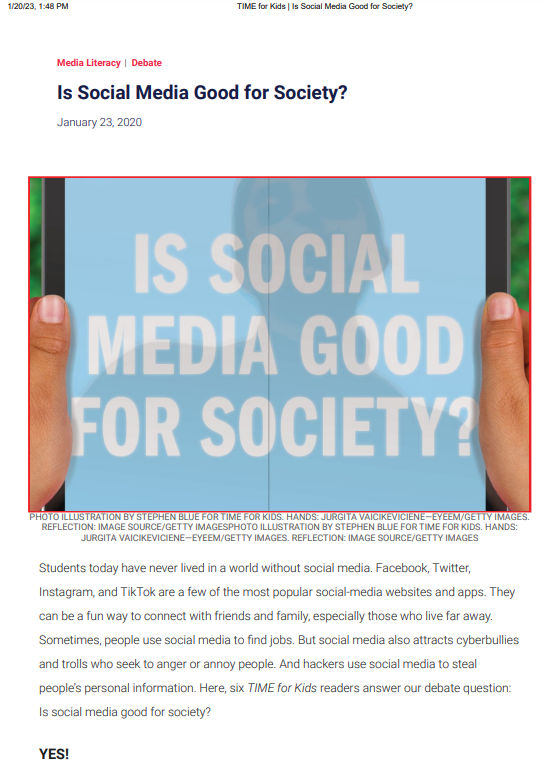 1/20/23, 1:48 PM TIME for Kids | Is Social Media Good for Society?
Media Literacy | Debate
Is Social Media Good for Society?
January 23, 2020
IS SOCIAL
MEDIA GOOD
FOR SOCIETY?
PHOTO ILLUSTRATION BY STEPHEN BLUE FOR TIME FOR KIDS. HANDS: JURGITA VAICIKEVICIENE—EYEEM/GETTY IMAGES.
REFLECTION: IMAGE SOURCE/GETTY IMAGESPHOTO ILLUSTRATION BY STEPHEN BLUE FOR TIME FOR KIDS. HANDS:
JURGITA VAICIKEVICIENE—EYEEM/GETTY IMAGES. REFLECTION: IMAGE SOURCE/GETTY IMAGES
Students today have never lived in a world without social media. Facebook, Twitter,
Instagram, and TikTok are a few of the most popular social-media websites and apps. They
can be a fun way to connect with friends and family, especially those who live far away.
Sometimes, people use social media to find jobs. But social media also attracts cyberbullies
and trolls who seek to anger or annoy people. And hackers use social media to steal
people's personal information. Here, six TIME for Kids readers answer our debate question:
Is social media good for society?
YES!